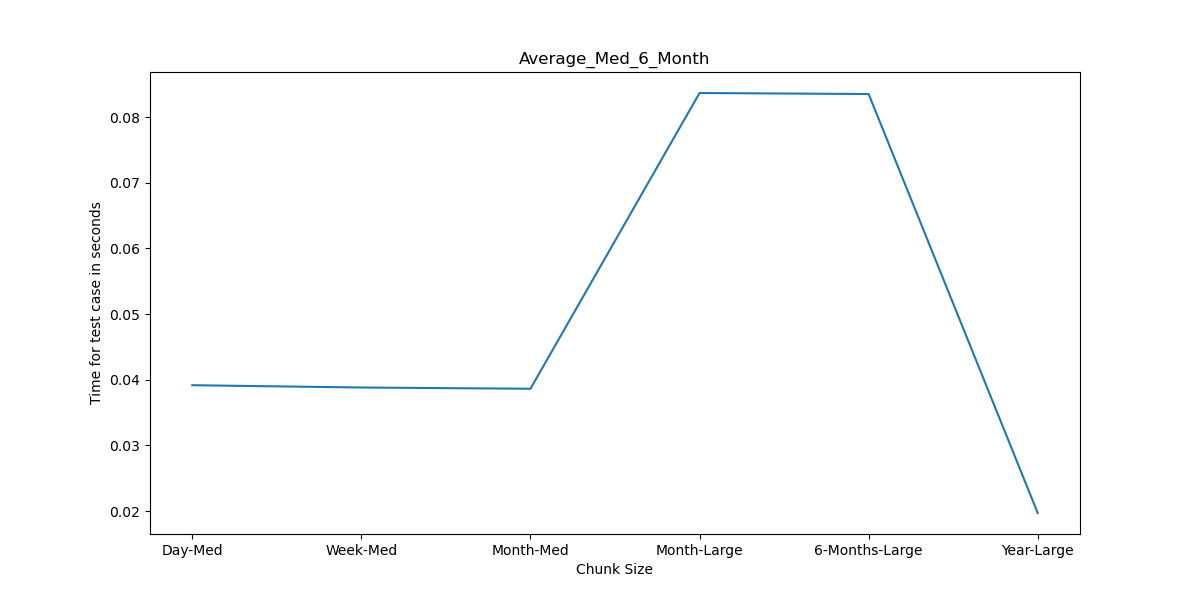 Average_Med_6_Month
Time for test case in seconds
0.08
0.07
0.06
0.05
0.04
0.03
0.02
Day-Med
Week-Med
Month-Med
Month-Large
6-Months-Large
Year-Large
Chunk Size